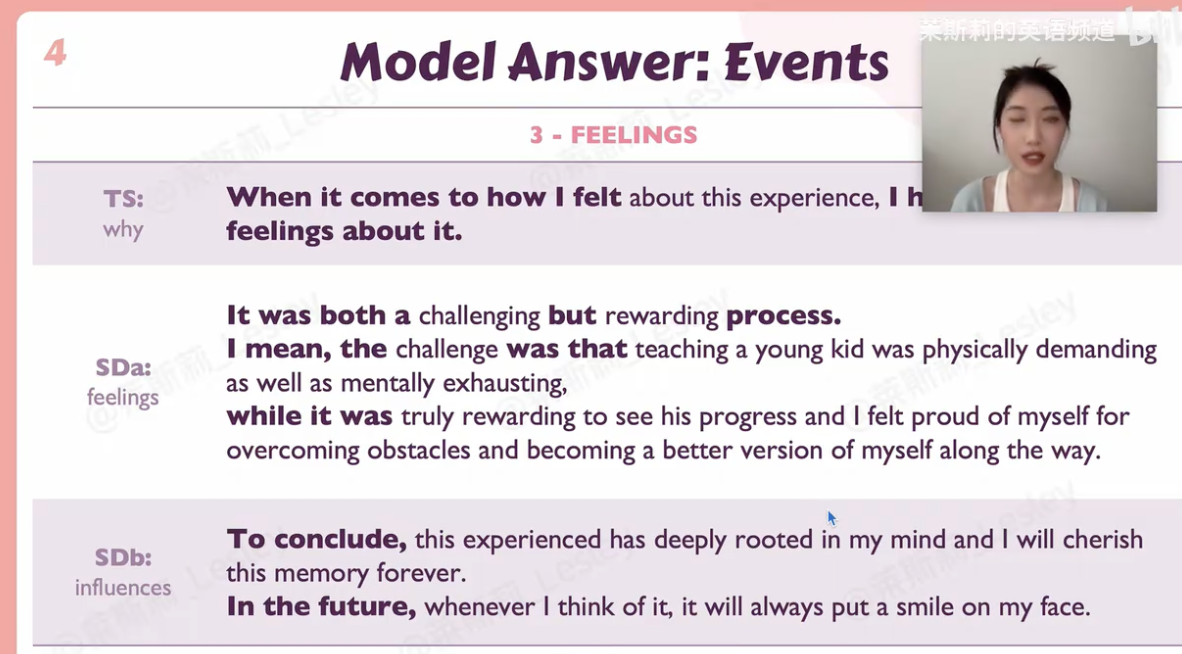 莱斯莉的英语频道
4
Model Answer: Events
3 - FEELINGS
TS:
why
When it comes to how I felt about this experience, I h
feelings about it.
SDa:
feelings
It was both a challenging but rewarding process.
I mean, the challenge was that teaching a young kid was physically demanding
as well as mentally exhausting,
while it was truly rewarding to see his progress and I felt proud of myself for
overcoming obstacles and becoming a better version of myself along the way.
SDb:
influences
To conclude, this experienced has deeply rooted in my mind and I will cherish
this memory forever.
In the future, whenever I think of it, it will always put a smile on my face.
@莱斯莉_Lesley